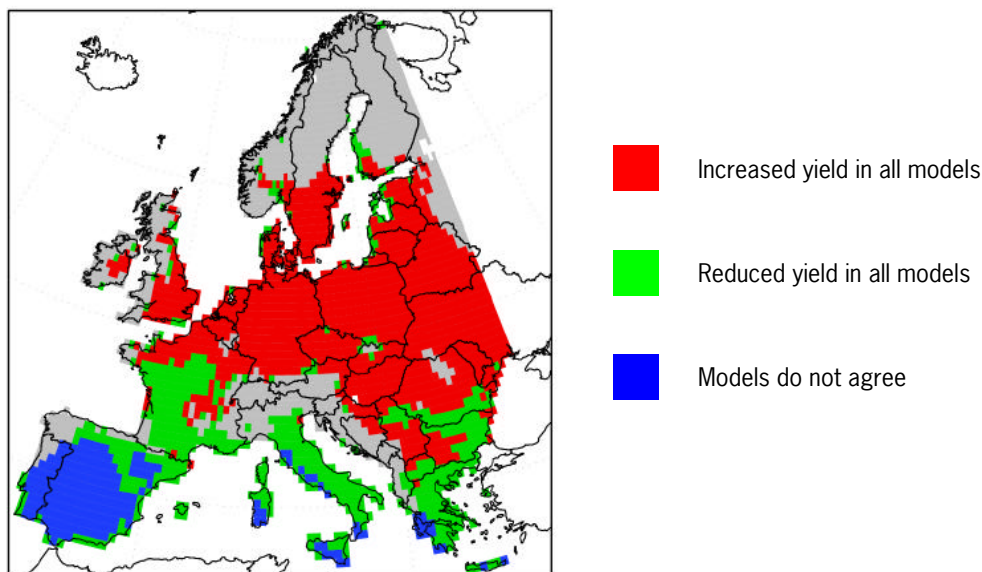 Increased yield in all models
Reduced yield in all models
Models do not agree